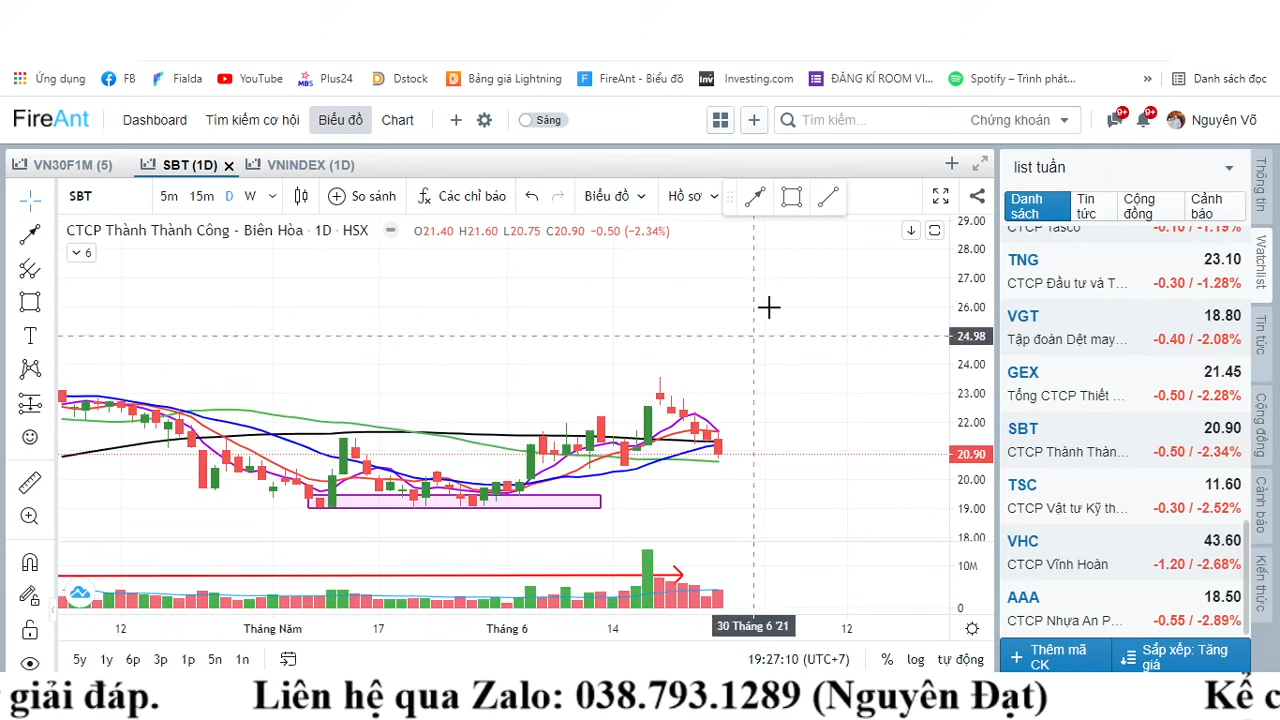 Ứng dụng FB Fialda YouTube MBS Plus24 Dstock Bảng giá Lightning FireAnt - Biểu đồ inv Investing.com ĐĂNG KÍ ROOM VI... Spotify – Trình phát... » Danh sách đọc
FireAnt Dashboard Tìm kiếm cơ hội Biểu đồ Chart Sáng Tìm kiếm... Chứng khoán 9+ 9+ Nguyên Võ
VN30F1M (5) SBT (1D) VNINDEX (1D)
SBT 5m 15m D W So sánh Các chỉ báo Biểu đồ Hồ sơ
CTCP Thành Thành Công - Biên Hòa · 1D · HSX O21.40 H21.60 L20.75 C20.90 −0.50 (−2.34%)
6
29.00
28.00
27.00
26.00
24.98
24.00
23.00
22.00
20.90
20.00
19.00
18.00
10M
0
12 Tháng Năm 17 Tháng 6 14 30 Tháng 6 '21 12
5y 1y 6p 3p 1p 5n 1n 19:27:10 (UTC+7) % log tự động
list tuần
Danh sách Tin tức Cộng đồng Cảnh báo
CTCP Tasco -0.10 / -1.19%
TNG 23.10
CTCP Đầu tư và T... -0.30 / -1.28%
VGT 18.80
Tập đoàn Dệt may... -0.40 / -2.08%
GEX 21.45
Tổng CTCP Thiết ... -0.50 / -2.28%
SBT 20.90
CTCP Thành Thàn... -0.50 / -2.34%
TSC 11.60
CTCP Vật tư Kỹ th... -0.30 / -2.52%
VHC 43.60
CTCP Vĩnh Hoàn -1.20 / -2.68%
AAA 18.50
CTCP Nhựa An P... -0.55 / -2.89%
Thêm mã CK Sắp xếp: Tăng giá
Thông tin
Watchlist
Tin tức
Cộng đồng
Cảnh báo
Kiến thức
giải đáp. Liên hệ qua Zalo: 038.793.1289 (Nguyên Đạt) Kể c